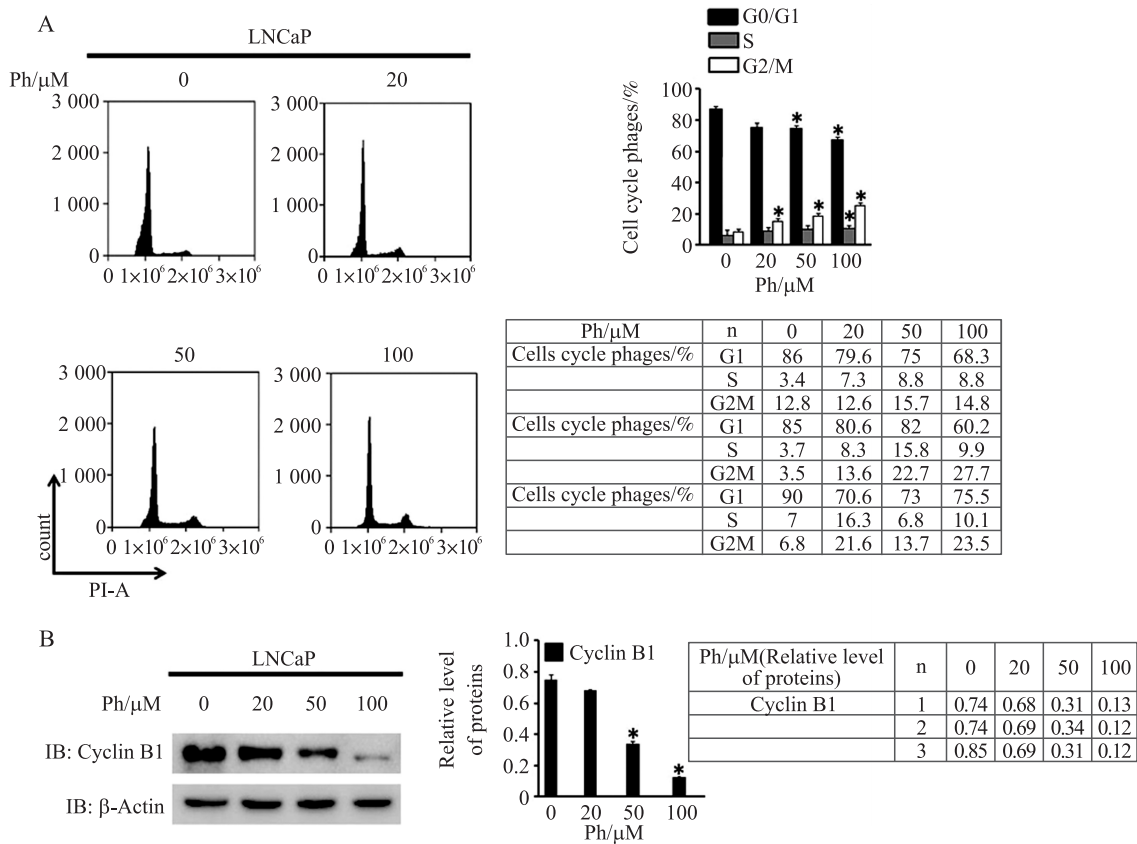 A
LNCaP
Ph/μM 0 20
3 000
2 000
1 000
0
0 1×10⁶ 2×10⁶ 3×10⁶
3 000
2 000
1 000
0
0 1×10⁶ 2×10⁶ 3×10⁶
G0/G1
S
G2/M
Cell cycle phages/%
100
80
60
40
20
0
* * * * * *
0 20 50 100
Ph/μM
50 100
3 000
2 000
1 000
0
0 1×10⁶ 2×10⁶ 3×10⁶
3 000
2 000
1 000
0
0 1×10⁶ 2×10⁶ 3×10⁶
count
PI-A
Ph/μM n 0 20 50 100
Cells cycle phages/% G1 86 79.6 75 68.3
S 3.4 7.3 8.8 8.8
G2M 12.8 12.6 15.7 14.8
Cells cycle phages/% G1 85 80.6 82 60.2
S 3.7 8.3 15.8 9.9
G2M 3.5 13.6 22.7 27.7
Cells cycle phages/% G1 90 70.6 73 75.5
S 7 16.3 6.8 10.1
G2M 6.8 21.6 13.7 23.5
B
LNCaP
Ph/μM 0 20 50 100
IB: Cyclin B1
IB: β-Actin
Relative level
of proteins
1.0
0.8
0.6
0.4
0.2
0
Cyclin B1
* *
0 20 50 100
Ph/μM
Ph/μM(Relative level
of proteins) n 0 20 50 100
Cyclin B1 1 0.74 0.68 0.31 0.13
2 0.74 0.69 0.34 0.12
3 0.85 0.69 0.31 0.12